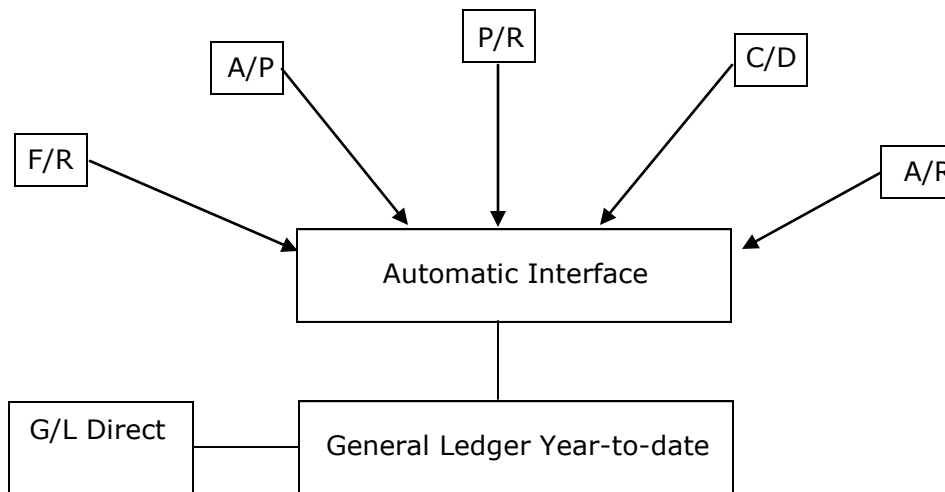 P/R
A/P
C/D
F/R
A/R
Automatic Interface
G/L Direct
General Ledger Year-to-date